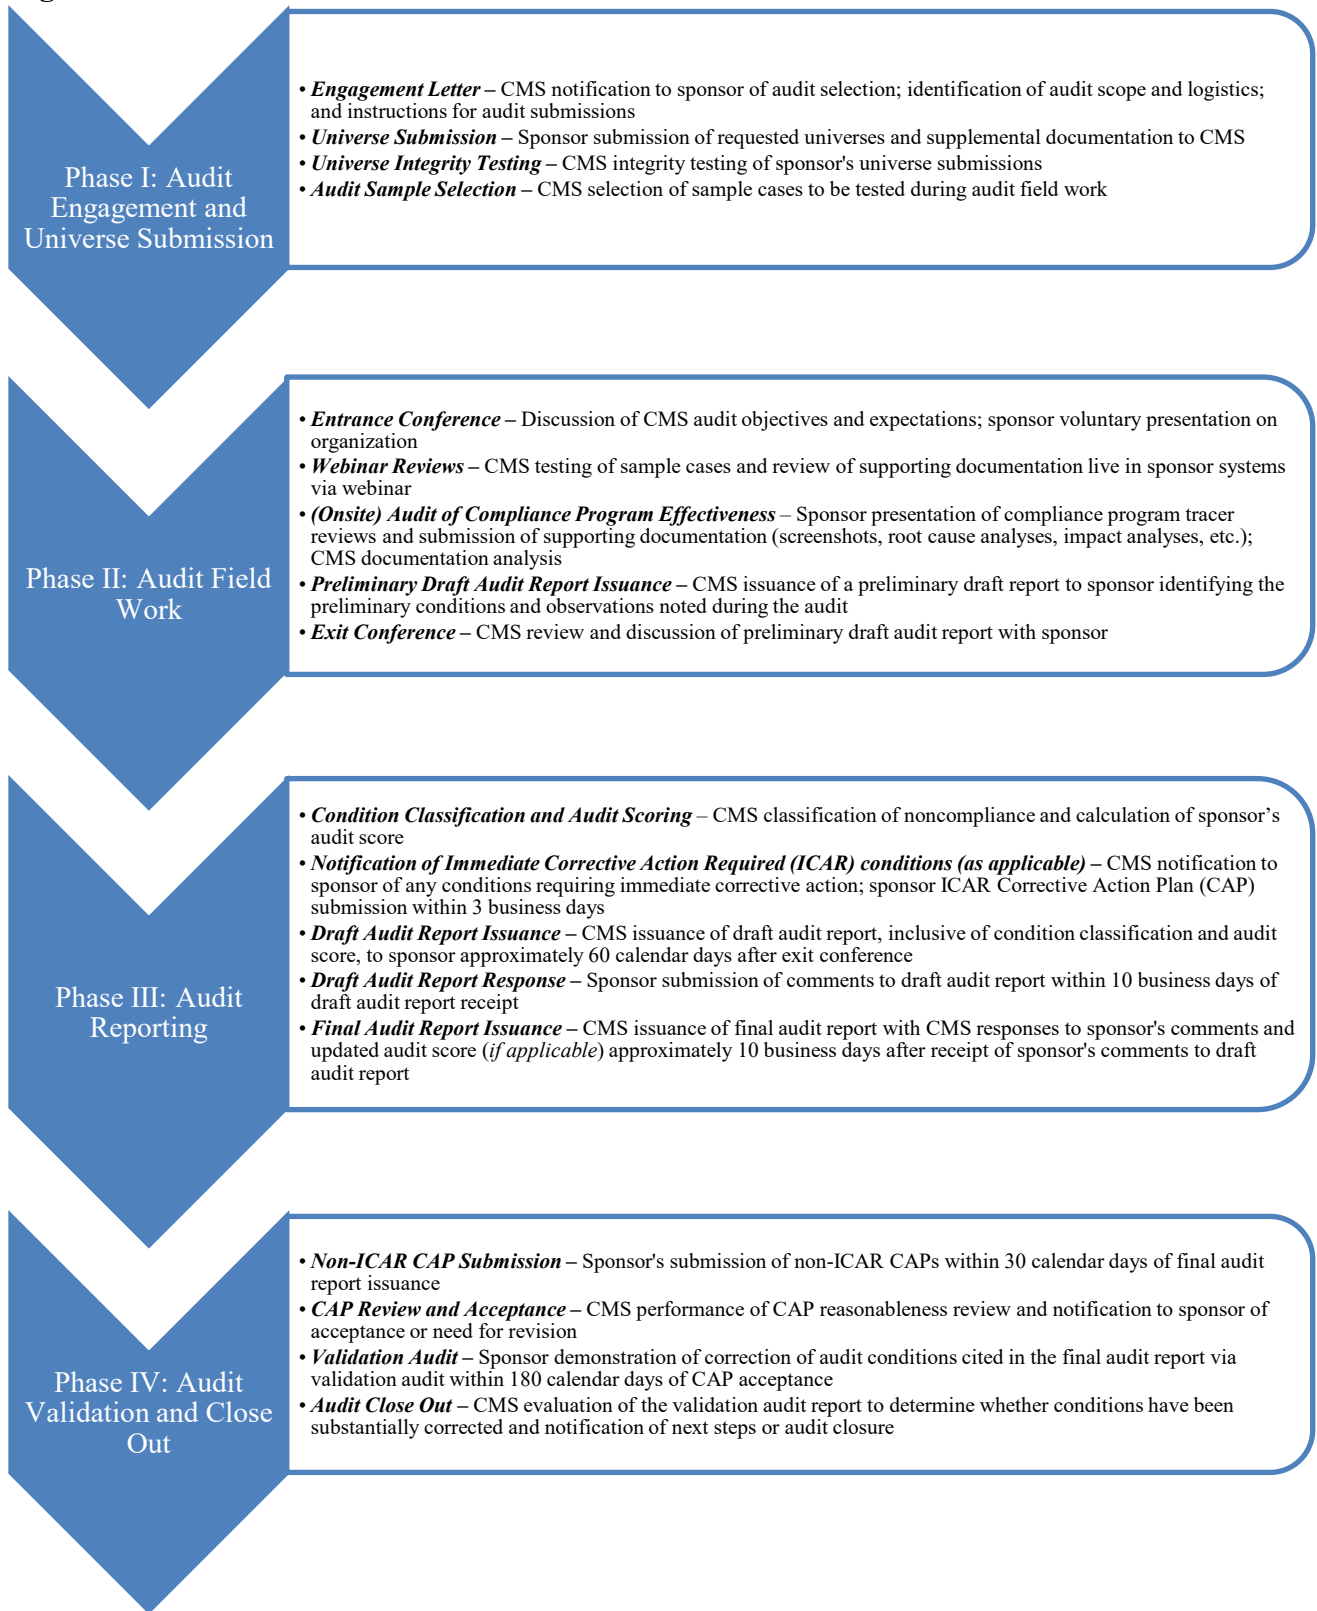 Phase I: Audit
Engagement and
Universe Submission
• Engagement Letter – CMS notification to sponsor of audit selection; identification of audit scope and logistics;
and instructions for audit submissions
• Universe Submission – Sponsor submission of requested universes and supplemental documentation to CMS
• Universe Integrity Testing – CMS integrity testing of sponsor's universe submissions
• Audit Sample Selection – CMS selection of sample cases to be tested during audit field work
Phase II: Audit Field
Work
• Entrance Conference – Discussion of CMS audit objectives and expectations; sponsor voluntary presentation on
organization
• Webinar Reviews – CMS testing of sample cases and review of supporting documentation live in sponsor systems
via webinar
• (Onsite) Audit of Compliance Program Effectiveness – Sponsor presentation of compliance program tracer
reviews and submission of supporting documentation (screenshots, root cause analyses, impact analyses, etc.);
CMS documentation analysis
• Preliminary Draft Audit Report Issuance – CMS issuance of a preliminary draft report to sponsor identifying the
preliminary conditions and observations noted during the audit
• Exit Conference – CMS review and discussion of preliminary draft audit report with sponsor
Phase III: Audit
Reporting
• Condition Classification and Audit Scoring – CMS classification of noncompliance and calculation of sponsor’s
audit score
• Notification of Immediate Corrective Action Required (ICAR) conditions (as applicable) – CMS notification to
sponsor of any conditions requiring immediate corrective action; sponsor ICAR Corrective Action Plan (CAP)
submission within 3 business days
• Draft Audit Report Issuance – CMS issuance of draft audit report, inclusive of condition classification and audit
score, to sponsor approximately 60 calendar days after exit conference
• Draft Audit Report Response – Sponsor submission of comments to draft audit report within 10 business days of
draft audit report receipt
• Final Audit Report Issuance – CMS issuance of final audit report with CMS responses to sponsor's comments and
updated audit score (if applicable) approximately 10 business days after receipt of sponsor's comments to draft
audit report
Phase IV: Audit
Validation and Close
Out
• Non-ICAR CAP Submission – Sponsor's submission of non-ICAR CAPs within 30 calendar days of final audit
report issuance
• CAP Review and Acceptance – CMS performance of CAP reasonableness review and notification to sponsor of
acceptance or need for revision
• Validation Audit – Sponsor demonstration of correction of audit conditions cited in the final audit report via
validation audit within 180 calendar days of CAP acceptance
• Audit Close Out – CMS evaluation of the validation audit report to determine whether conditions have been
substantially corrected and notification of next steps or audit closure